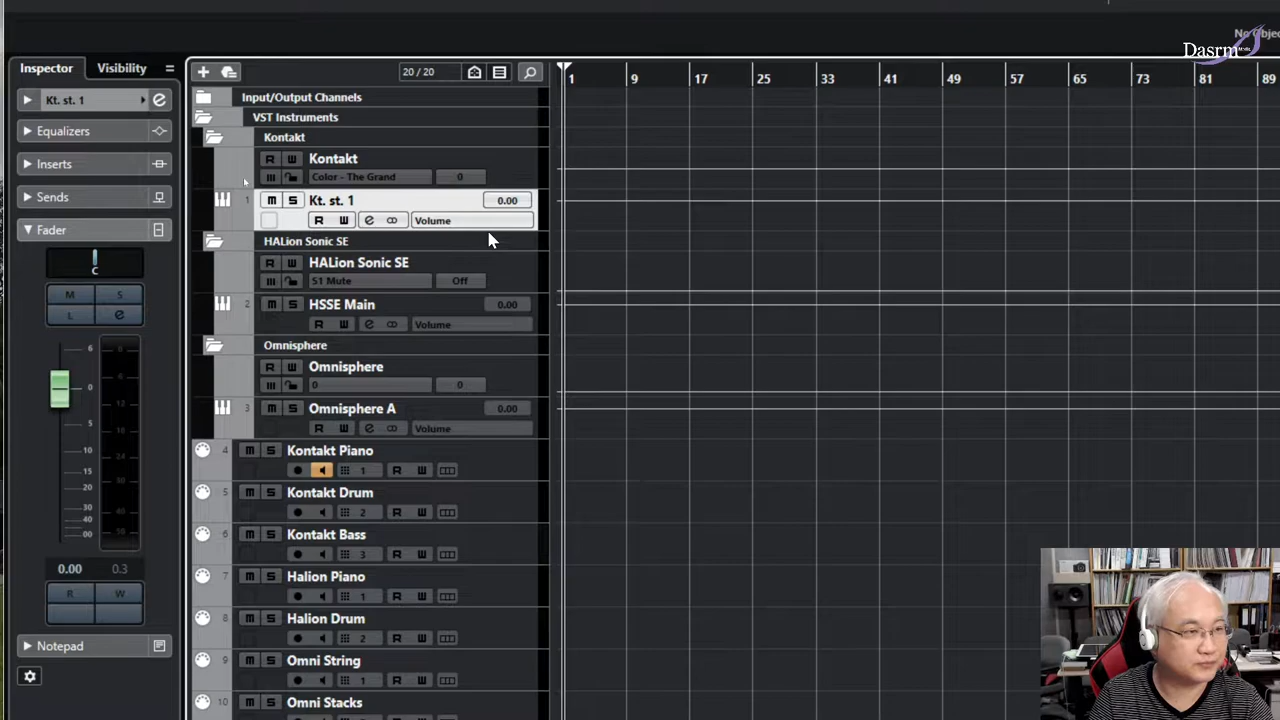 Dasrm
No Obje
Inspector Visibility
20 / 20
1 9 17 25 33 41 49 57 65 73 81 89
Kt. st. 1
Equalizers
Inserts
Sends
Fader
C
M S
L e
6
0
5
10
15
20
30
40
00
0.00 0.3
R W
Notepad
Input/Output Channels
VST Instruments
Kontakt
R W Kontakt
Color - The Grand 0
1 M S Kt. st. 1 0.00
R W e Volume
HALion Sonic SE
R W HALion Sonic SE
S1 Mute Off
2 M S HSSE Main 0.00
R W e Volume
Omnisphere
R W Omnisphere
0 0
3 M S Omnisphere A 0.00
R W e Volume
4 M S Kontakt Piano
1 R W
5 M S Kontakt Drum
2 R W
6 M S Kontakt Bass
3 R W
7 M S Halion Piano
1 R W
8 M S Halion Drum
2 R W
9 M S Omni String
1 R W
10 M S Omni Stacks